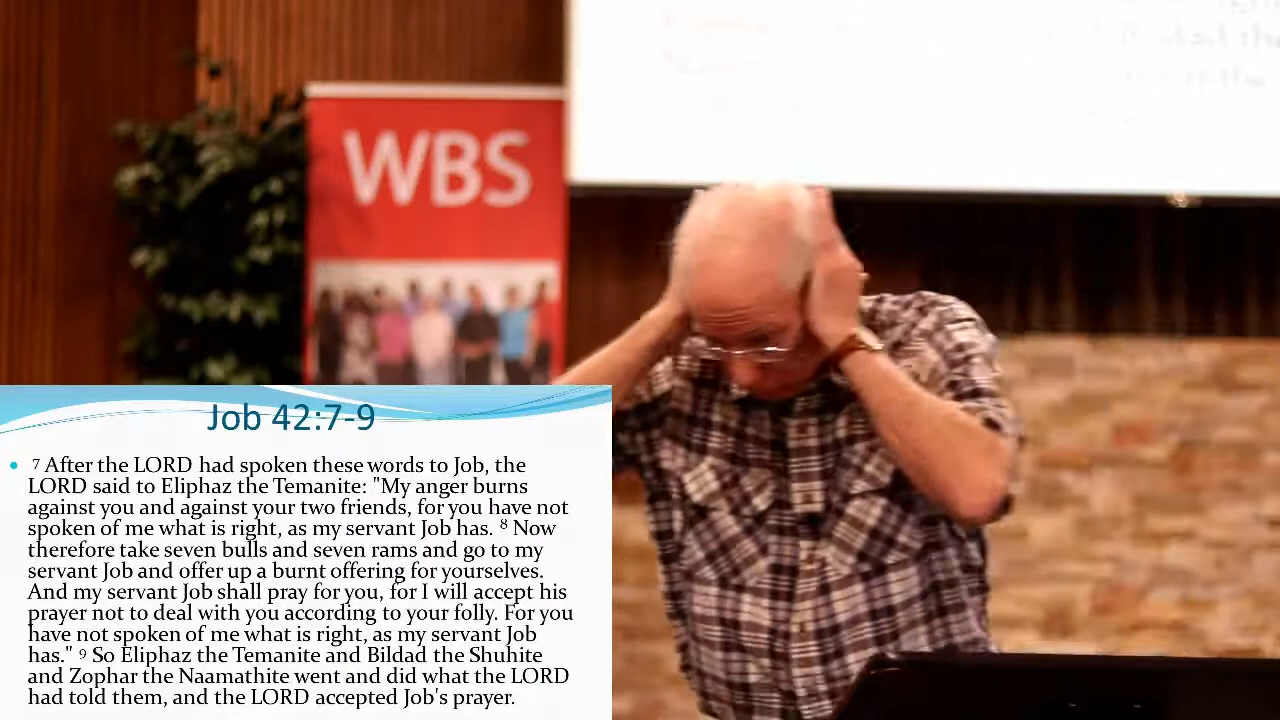 WBS
Job 42:7-9
• ⁷ After the LORD had spoken these words to Job, the
LORD said to Eliphaz the Temanite: "My anger burns
against you and against your two friends, for you have not
spoken of me what is right, as my servant Job has. ⁸ Now
therefore take seven bulls and seven rams and go to my
servant Job and offer up a burnt offering for yourselves.
And my servant Job shall pray for you, for I will accept his
prayer not to deal with you according to your folly. For you
have not spoken of me what is right, as my servant Job
has." ⁹ So Eliphaz the Temanite and Bildad the Shuhite
and Zophar the Naamathite went and did what the LORD
had told them, and the LORD accepted Job's prayer.